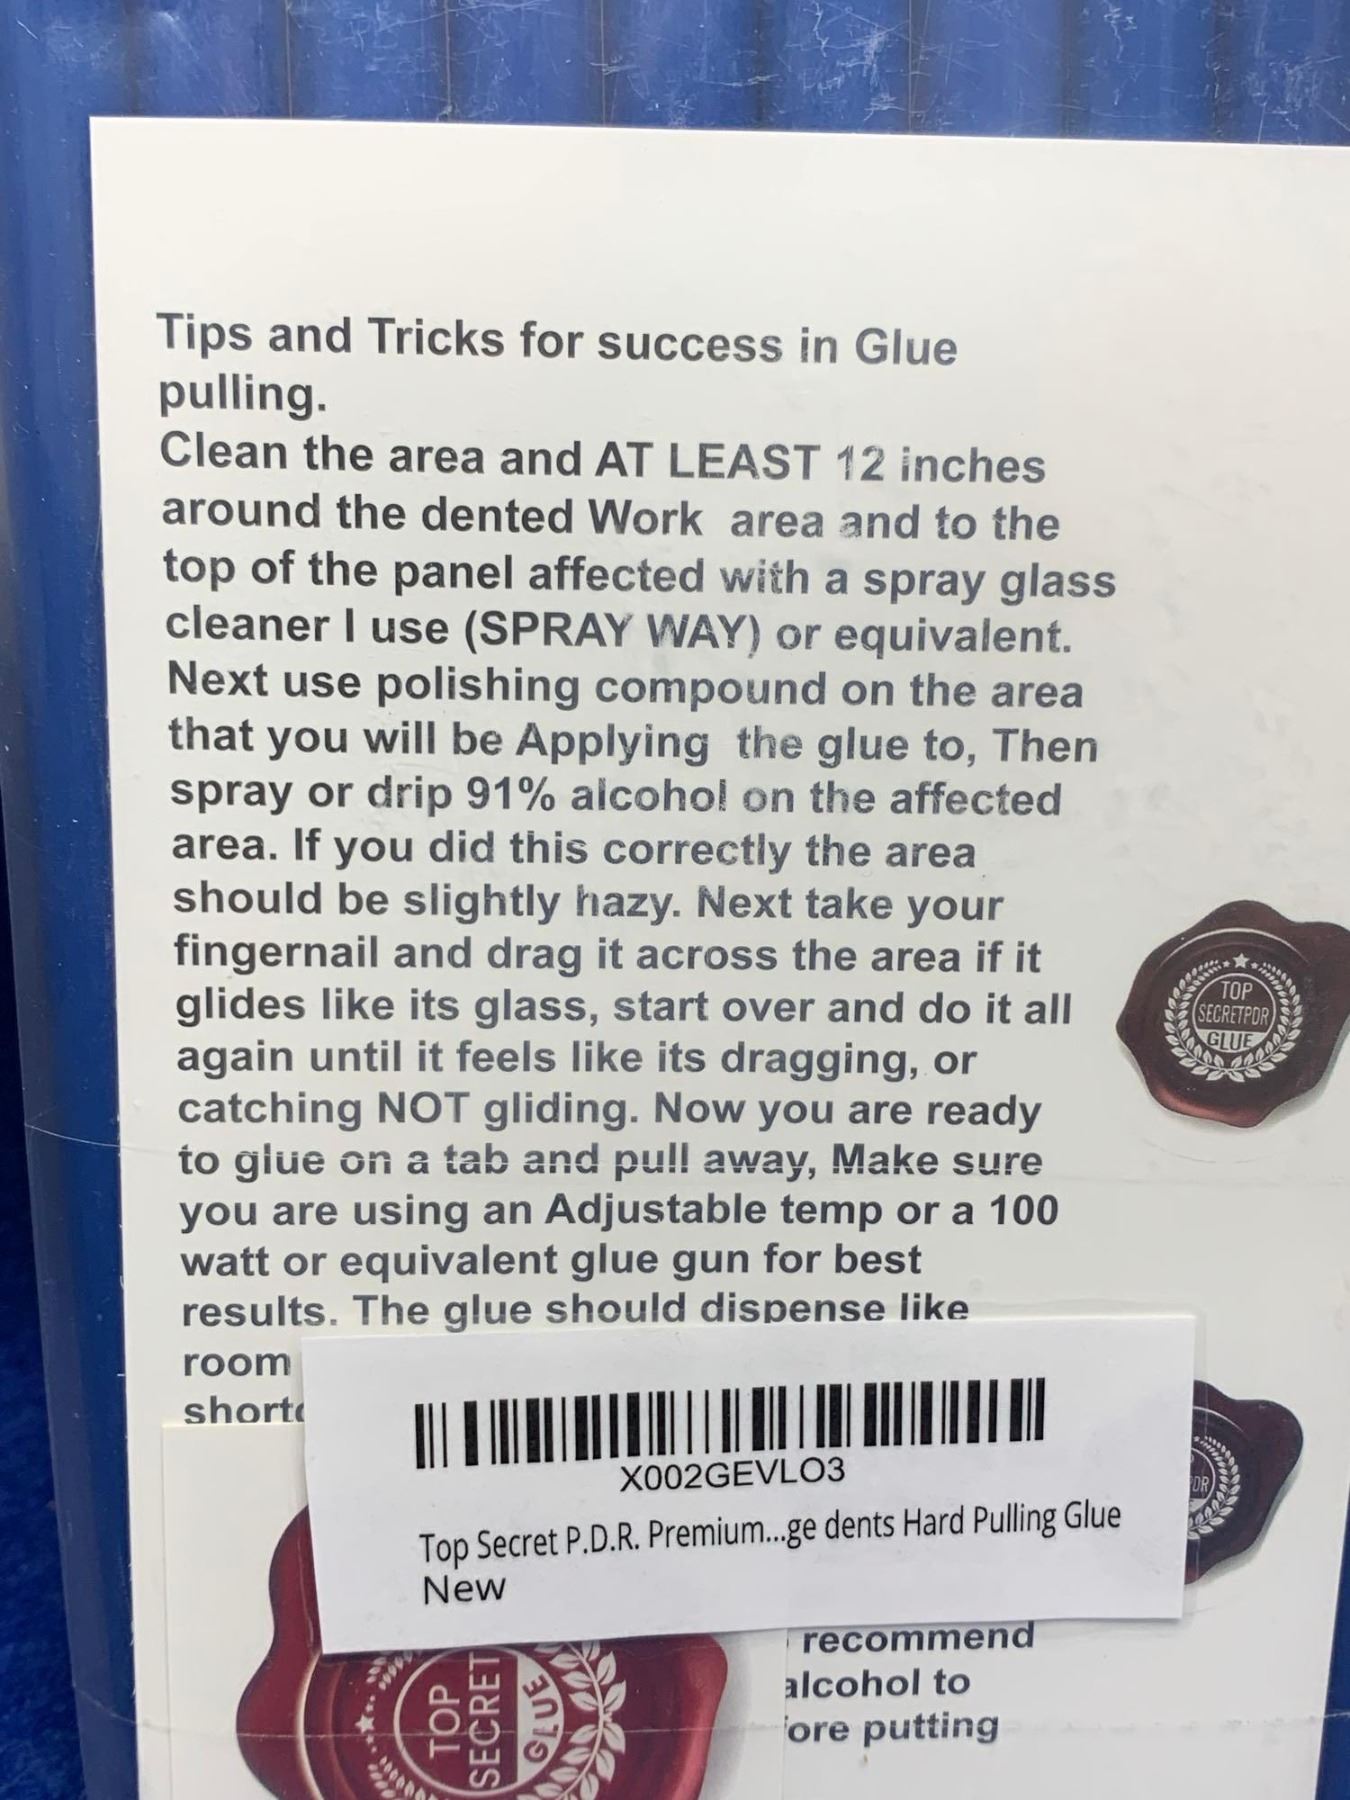 Tips and Tricks for success in Glue
pulling.
Clean the area and AT LEAST 12 inches
around the dented Work area and to the
top of the panel affected with a spray glass
cleaner I use (SPRAY WAY) or equivalent.
Next use polishing compound on the area
that you will be Applying the glue to, Then
spray or drip 91% alcohol on the affected
area. If you did this correctly the area
should be slightly hazy. Next take your
fingernail and drag it across the area if it
glides like its glass, start over and do it all
again until it feels like its dragging, or
catching NOT gliding. Now you are ready
to glue on a tab and pull away, Make sure
you are using an Adjustable temp or a 100
watt or equivalent glue gun for best
results. The glue should dispense like
room
TOP
SECRETPDR
GLUE
X002GEVLO3
Top Secret P.D.R. Premium...ge dents Hard Pulling Glue
New
recommend
alcohol to
putting
TOP
SECRET
GLUE